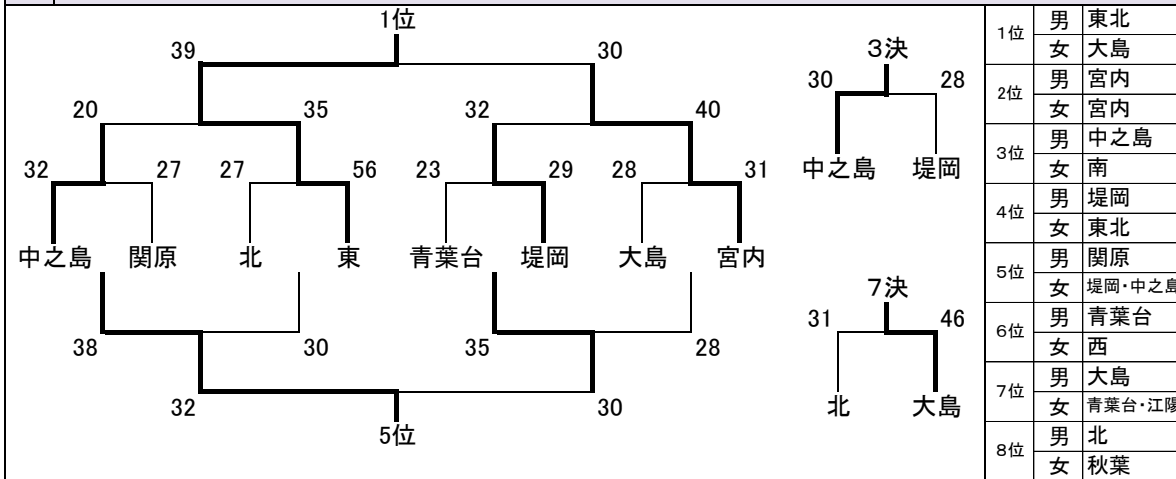 1位
39 30
20 35 32 40
32 27 27 56 23 29 28 31
中之島 関原 北 東 青葉台 堤岡 大島 宮内
38 30 35 28
32 30
5位
3決
30 28
中之島 堤岡
7決
31 46
北 大島
1位 男 東北
女 大島
2位 男 宮内
女 宮内
3位 男 中之島
女 南
4位 男 堤岡
女 東北
5位 男 関原
女 堤岡・中之島
6位 男 青葉台
女 西
7位 男 大島
女 青葉台・江陽
8位 男 北
女 秋葉